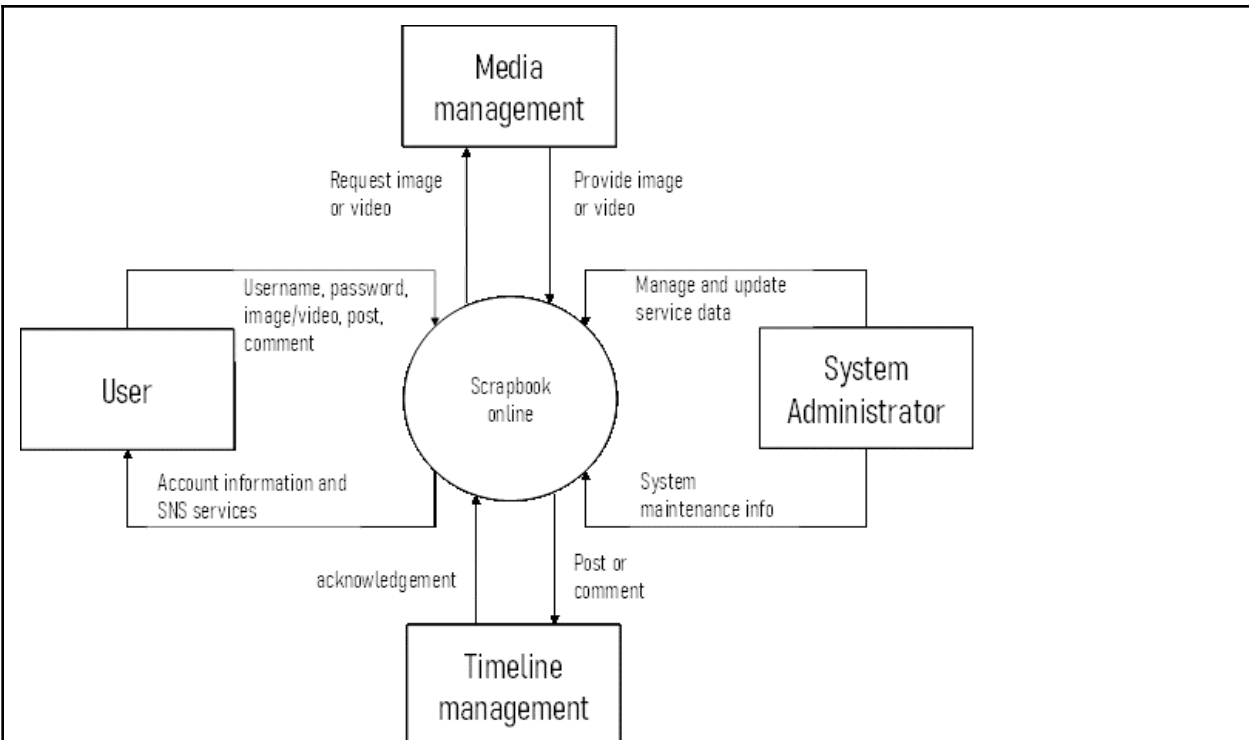 Media
management
Request image
or video
Provide image
or video
Username, password,
image/video, post,
comment
Manage and update
service data
User
Scrapbook
online
System
Administrator
Account information and
SNS services
System
maintenance info
acknowledgement
Post or
comment
Timeline
management